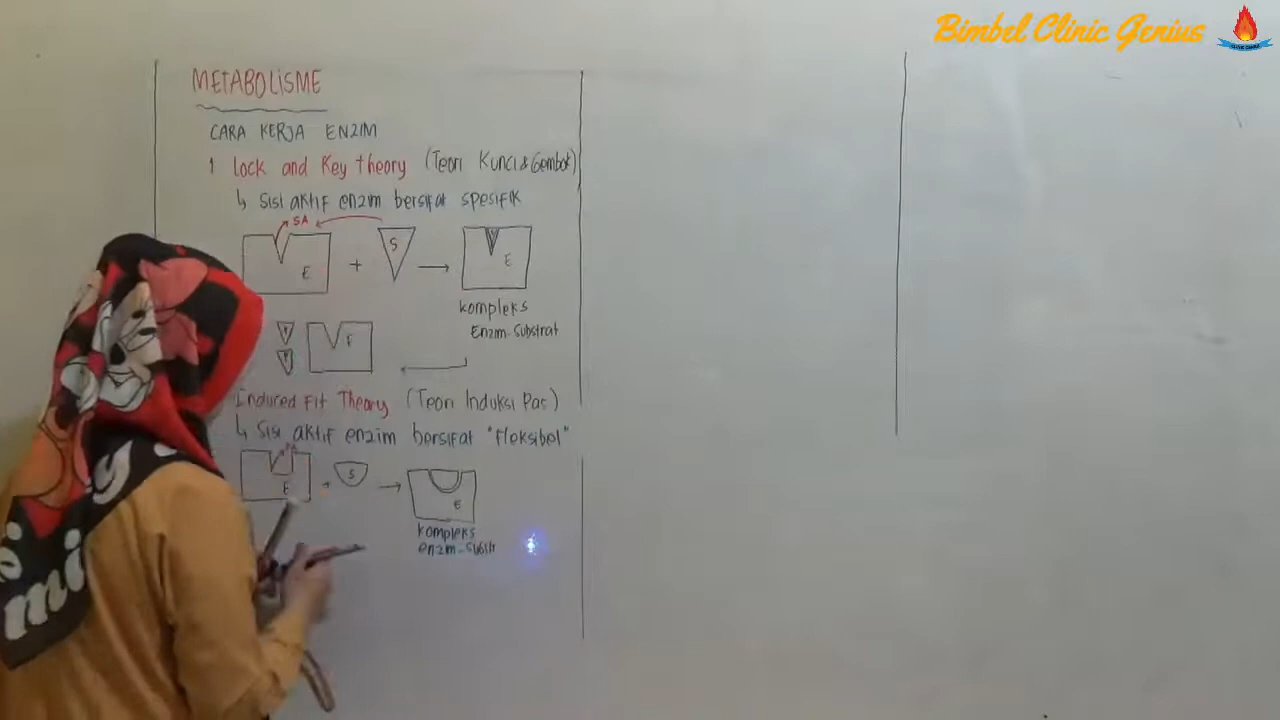 Bimbel Clinic Genius
METABOLISME
CARA KERJA ENZIM
1 Lock and Key theory (Teori Kunci & Gembok)
↳ Sisi aktif enzim bersifat spesifik
SA
E + S → E
kompleks
Enzim-Substrat
P E
P
Induced Fit Theory (Teori Induksi Pas)
↳ Sisi aktif enzim bersifat "fleksibel"
SA
E + S → E
kompleks
enzim-substr